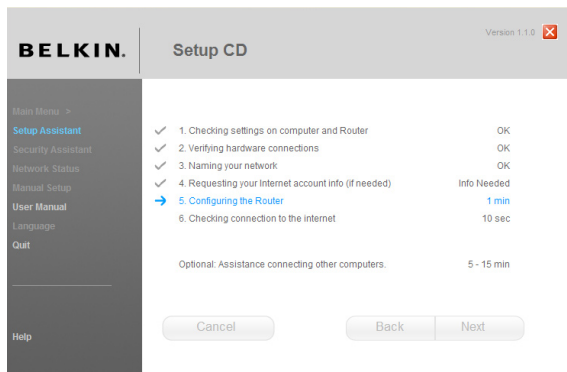 Version 1.1.0
BELKIN.
Setup CD
Main Menu >
Setup Assistant
Security Assistant
Network Status
Manual Setup
User Manual
Language
Quit
Help
1. Checking settings on computer and Router OK
2. Verifying hardware connections OK
3. Naming your network OK
4. Requesting your Internet account info (if needed) Info Needed
5. Configuring the Router 1 min
6. Checking connection to the internet 10 sec
Optional: Assistance connecting other computers. 5 - 15 min
Cancel Back Next